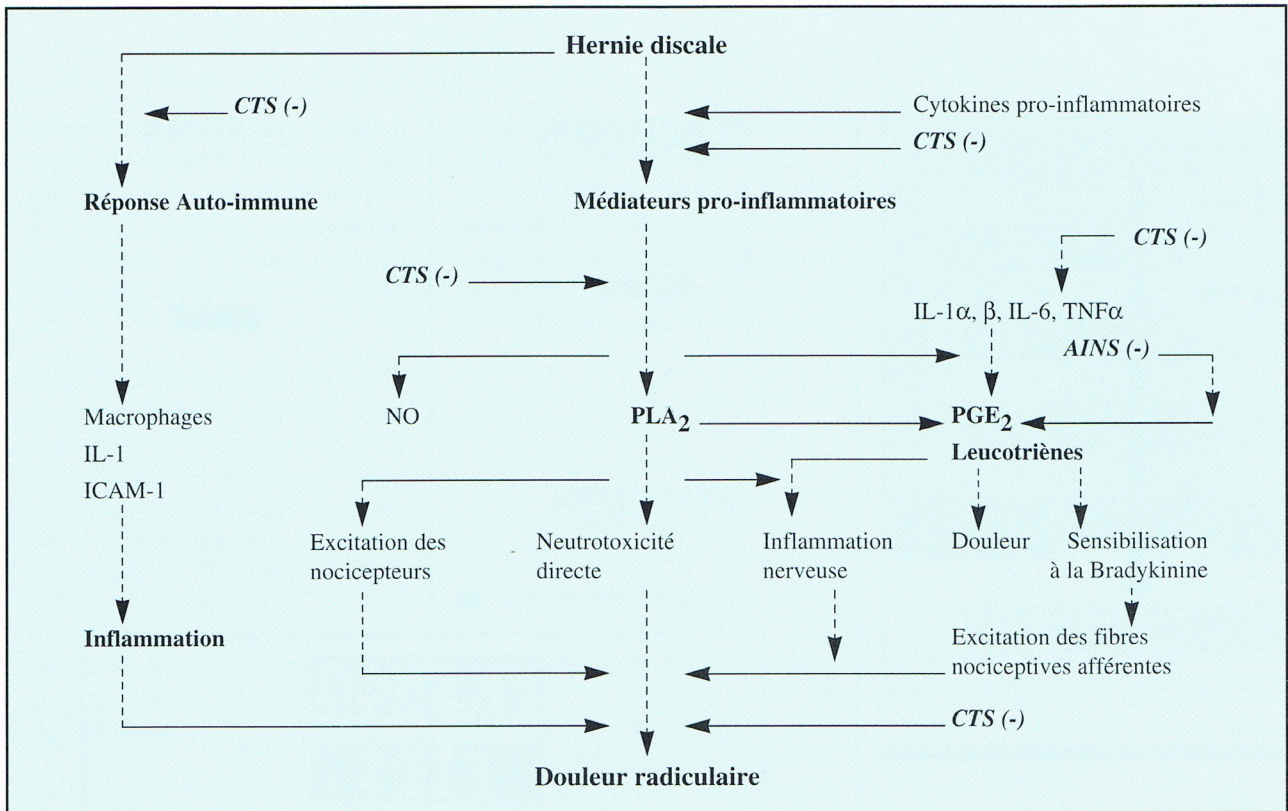 Hernie discale
CTS (-)
Cytokines pro-inflammatoires
CTS (-)
Réponse Auto-immune
Médiateurs pro-inflammatoires
CTS (-)
CTS (-)
IL-1α, β, IL-6, TNFα
AINS (-)
Macrophages
IL-1
ICAM-1
NO
PLA2
PGE2
Leucotriènes
Excitation des
nocicepteurs
Neutrotoxicité
directe
Inflammation
nerveuse
Douleur
Sensibilisation
à la Bradykinine
Inflammation
Excitation des fibres
nociceptives afférentes
CTS (-)
Douleur radiculaire